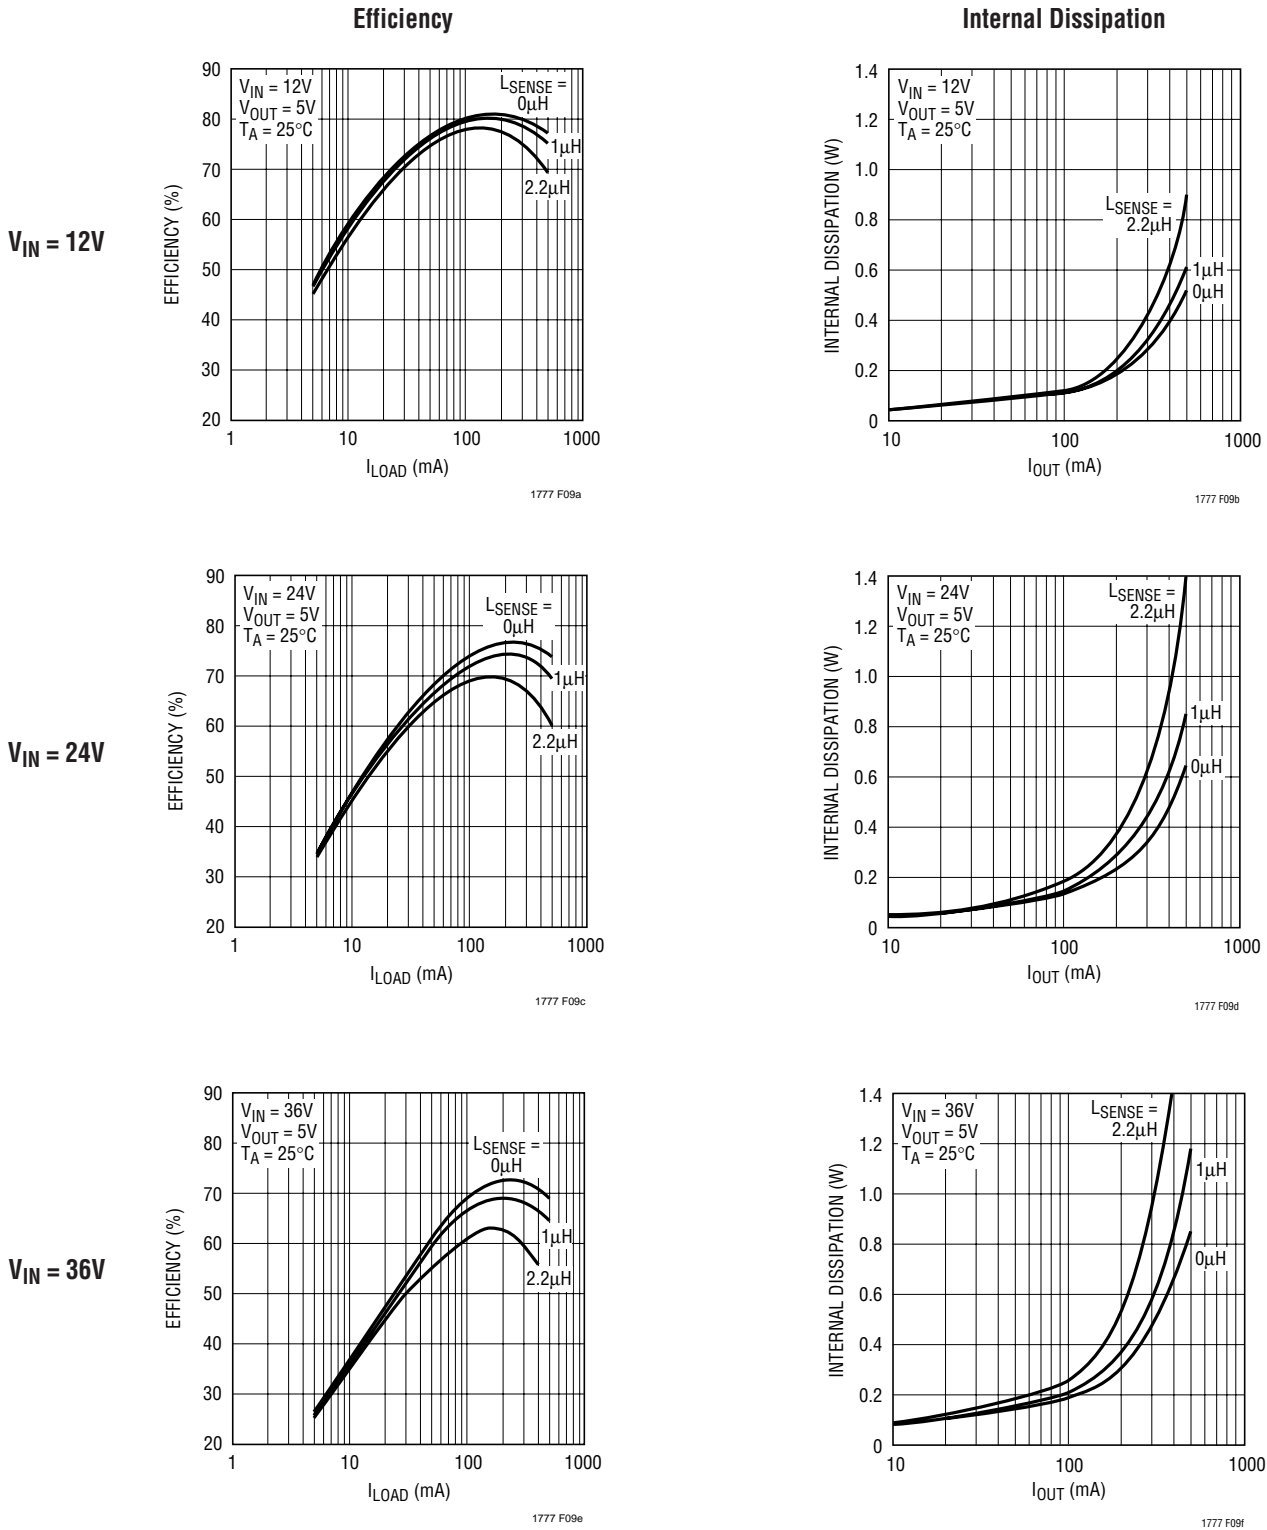 Efficiency
Internal Dissipation
V_IN = 12V
90
80
70
60
50
40
30
20
EFFICIENCY (%)
V_IN = 12V
V_OUT = 5V
T_A = 25°C
L_SENSE =
0µH
1µH
2.2µH
1
10
100
1000
I_LOAD (mA)
1777 F09a
1.4
1.2
1.0
0.8
0.6
0.4
0.2
0
INTERNAL DISSIPATION (W)
V_IN = 12V
V_OUT = 5V
T_A = 25°C
L_SENSE =
2.2µH
1µH
0µH
10
100
1000
I_OUT (mA)
1777 F09b
V_IN = 24V
90
80
70
60
50
40
30
20
EFFICIENCY (%)
V_IN = 24V
V_OUT = 5V
T_A = 25°C
L_SENSE =
0µH
1µH
2.2µH
1
10
100
1000
I_LOAD (mA)
1777 F09c
1.4
1.2
1.0
0.8
0.6
0.4
0.2
0
INTERNAL DISSIPATION (W)
V_IN = 24V
V_OUT = 5V
T_A = 25°C
L_SENSE =
2.2µH
1µH
0µH
10
100
1000
I_OUT (mA)
1777 F09d
V_IN = 36V
90
80
70
60
50
40
30
20
EFFICIENCY (%)
V_IN = 36V
V_OUT = 5V
T_A = 25°C
L_SENSE =
0µH
1µH
2.2µH
1
10
100
1000
I_LOAD (mA)
1777 F09e
1.4
1.2
1.0
0.8
0.6
0.4
0.2
0
INTERNAL DISSIPATION (W)
V_IN = 36V
V_OUT = 5V
T_A = 25°C
L_SENSE =
2.2µH
1µH
0µH
10
100
1000
I_OUT (mA)
1777 F09f